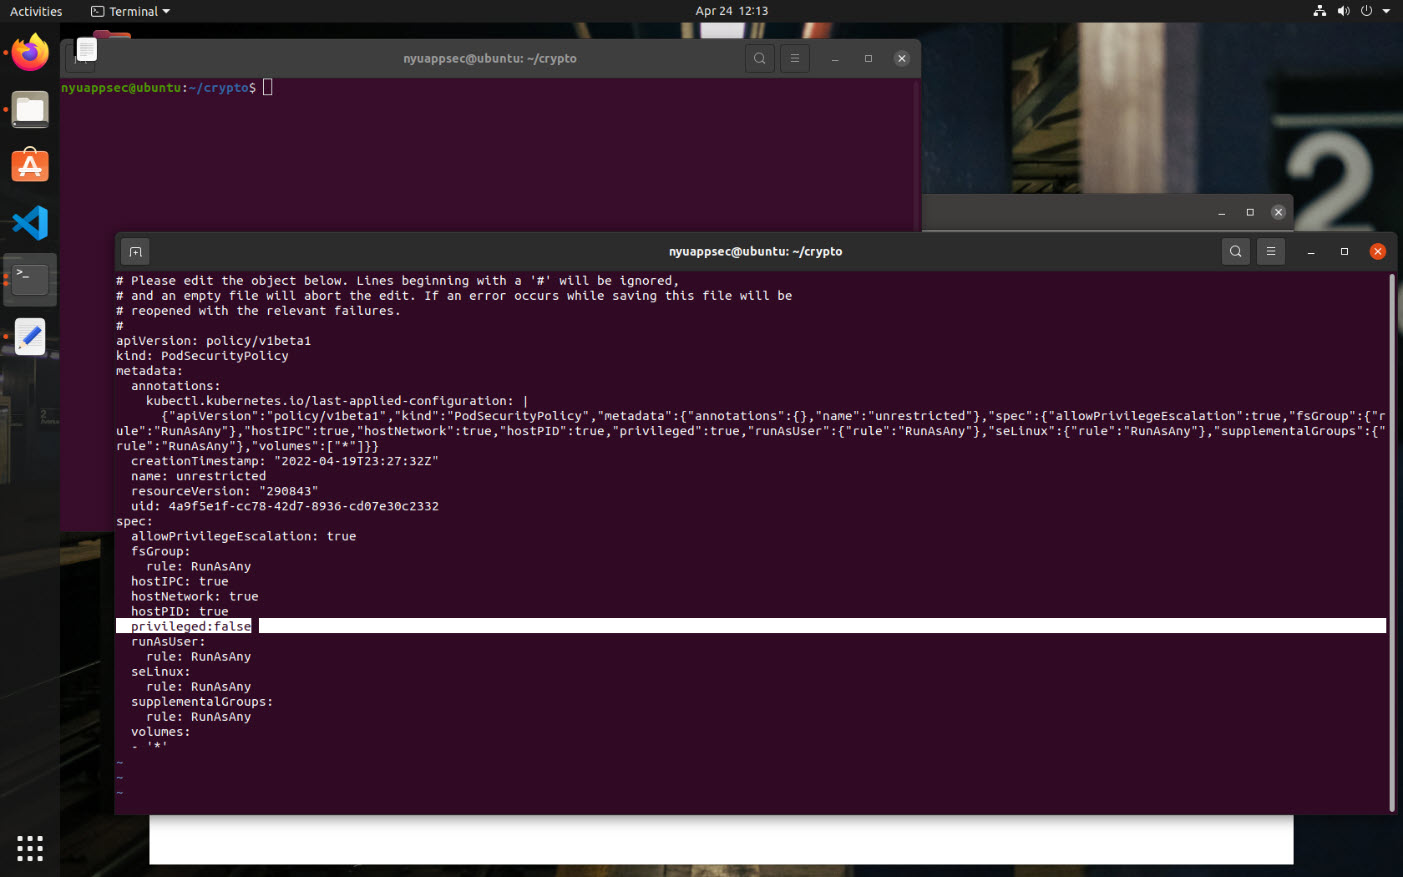 Activities
Terminal
Apr 24 12:13
nyuappsec@ubuntu: ~/crypto
nyuappsec@ubuntu:~/crypto$
2
nyuappsec@ubuntu: ~/crypto
# Please edit the object below. Lines beginning with a '#' will be ignored,
# and an empty file will abort the edit. If an error occurs while saving this file will be
# reopened with the relevant failures.
#
apiVersion: policy/v1beta1
kind: PodSecurityPolicy
metadata:
  annotations:
    kubectl.kubernetes.io/last-applied-configuration: |
      {"apiVersion":"policy/v1beta1","kind":"PodSecurityPolicy","metadata":{"annotations":{},"name":"unrestricted"},"spec":{"allowPrivilegeEscalation":true,"fsGroup":{"r
ule":"RunAsAny"},"hostIPC":true,"hostNetwork":true,"hostPID":true,"privileged":true,"runAsUser":{"rule":"RunAsAny"},"seLinux":{"rule":"RunAsAny"},"supplementalGroups":{"
rule":"RunAsAny"},"volumes":["*"]}}
  creationTimestamp: "2022-04-19T23:27:32Z"
  name: unrestricted
  resourceVersion: "290843"
  uid: 4a9f5e1f-cc78-42d7-8936-cd07e30c2332
spec:
  allowPrivilegeEscalation: true
  fsGroup:
    rule: RunAsAny
  hostIPC: true
  hostNetwork: true
  hostPID: true
  privileged:false
  runAsUser:
    rule: RunAsAny
  seLinux:
    rule: RunAsAny
  supplementalGroups:
    rule: RunAsAny
  volumes:
  - '*'
~
~
~